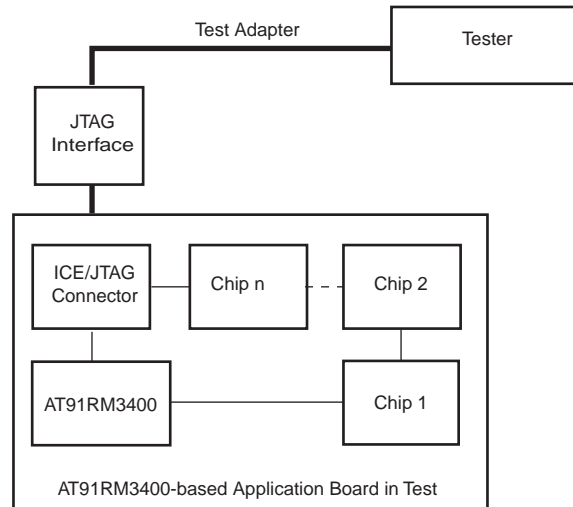 Test Adapter
Tester
JTAG
Interface
ICE/JTAG
Connector
Chip n
Chip 2
AT91RM3400
Chip 1
AT91RM3400-based Application Board in Test